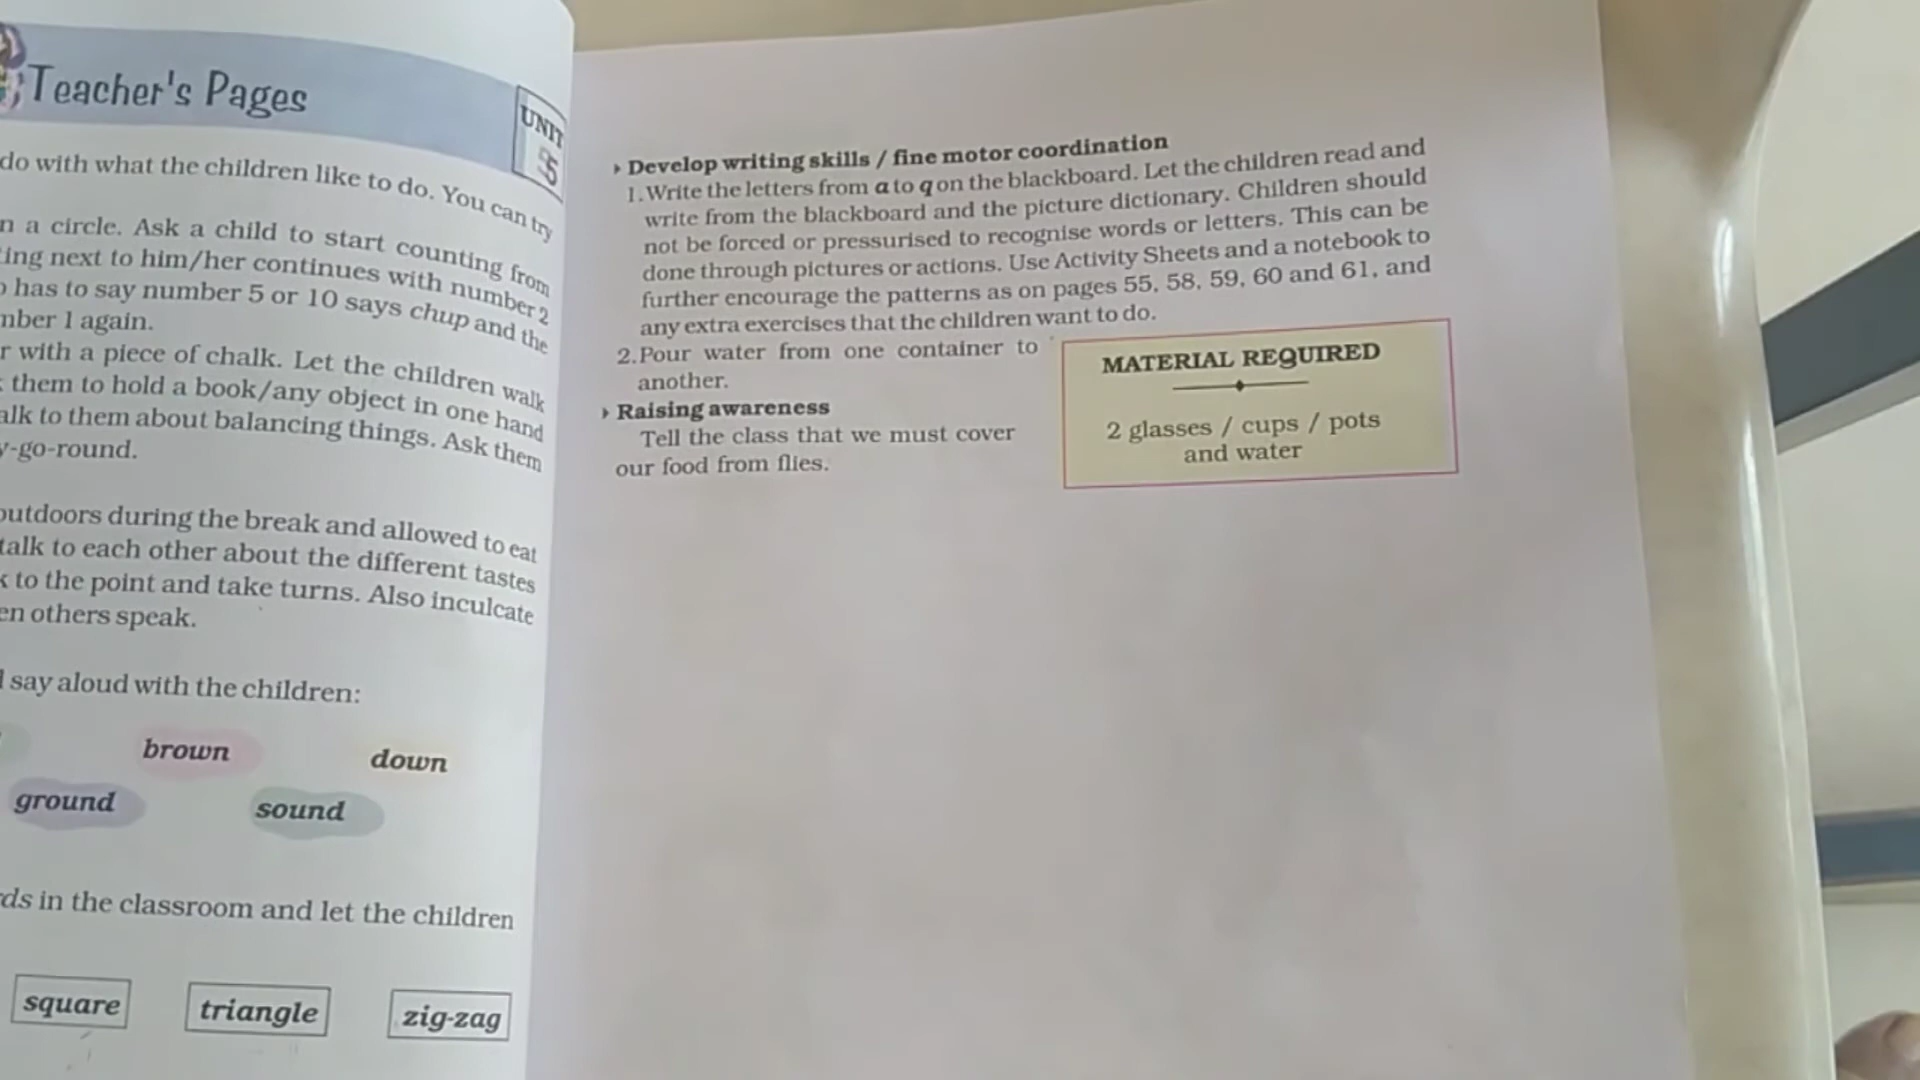 Teacher's Pages
UNIT
5
do with what the children like to do. You can try
n a circle. Ask a child to start counting from
ing next to him/her continues with number 2
has to say number 5 or 10 says chup and the
mber 1 again.
r with a piece of chalk. Let the children walk
them to hold a book/any object in one hand
alk to them about balancing things. Ask them
y-go-round.
outdoors during the break and allowed to eat
talk to each other about the different tastes
k to the point and take turns. Also inculcate
en others speak.
say aloud with the children:
brown down
ground sound
ds in the classroom and let the children
square triangle zig-zag
Develop writing skills / fine motor coordination
1. Write the letters from a to q on the blackboard. Let the children read and
write from the blackboard and the picture dictionary. Children should
not be forced or pressurised to recognise words or letters. This can be
done through pictures or actions. Use Activity Sheets and a notebook to
further encourage the patterns as on pages 55, 58, 59, 60 and 61, and
any extra exercises that the children want to do.
2. Pour water from one container to
another.
Raising awareness
Tell the class that we must cover
our food from flies.
MATERIAL REQUIRED
2 glasses / cups / pots
and water